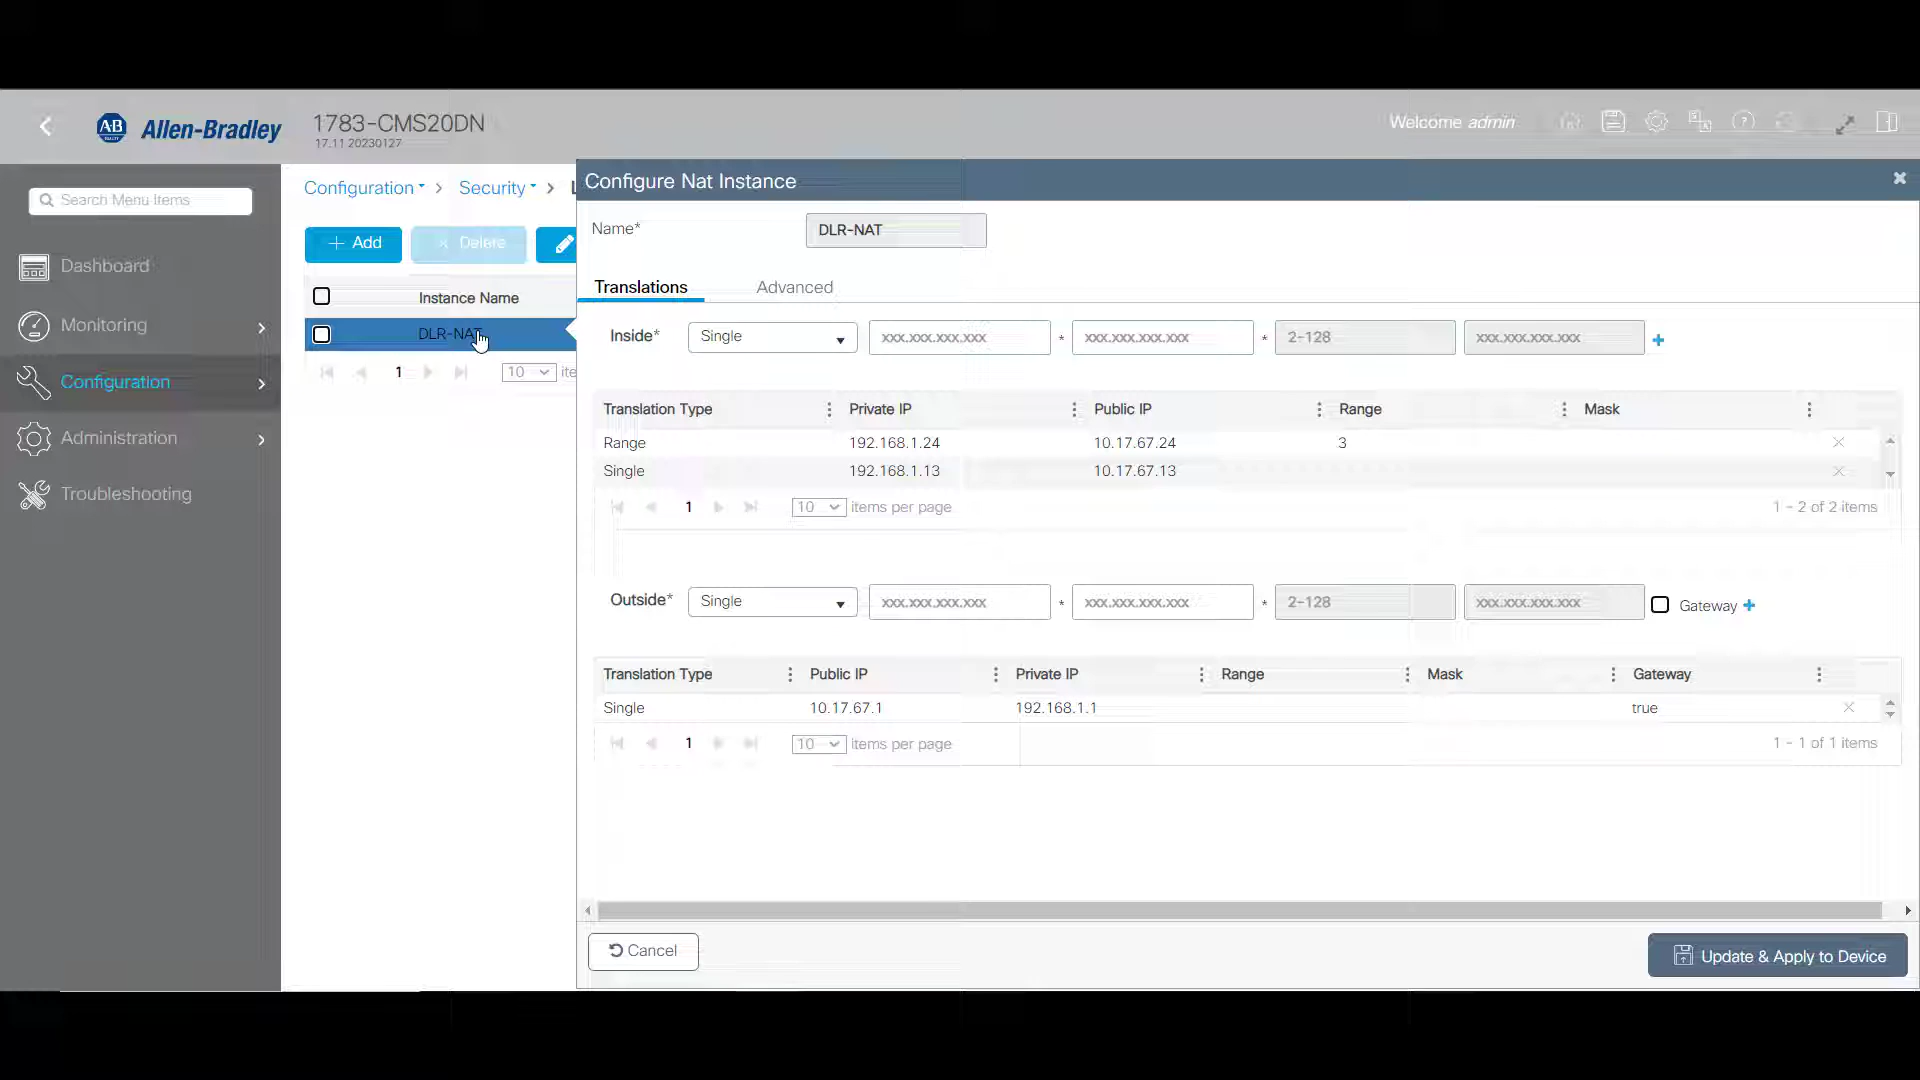 AB Allen-Bradley 1783-CMS20DN Welcome admin
17.11 20230127
Search Menu Items
Dashboard
Monitoring
Configuration
Administration
Troubleshooting
Configuration > Security >
+ Add × Delete
Instance Name
DLR-NAT
1 10
Configure Nat Instance ×
Name* DLR-NAT
Translations Advanced
Inside* Single xxx.xxx.xxx.xxx * xxx.xxx.xxx.xxx * 2-128 xxx.xxx.xxx.xxx +
Translation Type Private IP Public IP Range Mask
Range 192.168.1.24 10.17.67.24 3
Single 192.168.1.13 10.17.67.13
1 10 items per page 1 - 2 of 2 items
Outside* Single xxx.xxx.xxx.xxx * xxx.xxx.xxx.xxx * 2-128 xxx.xxx.xxx.xxx Gateway +
Translation Type Public IP Private IP Range Mask Gateway
Single 10.17.67.1 192.168.1.1 true
1 10 items per page 1 - 1 of 1 items
Cancel Update & Apply to Device